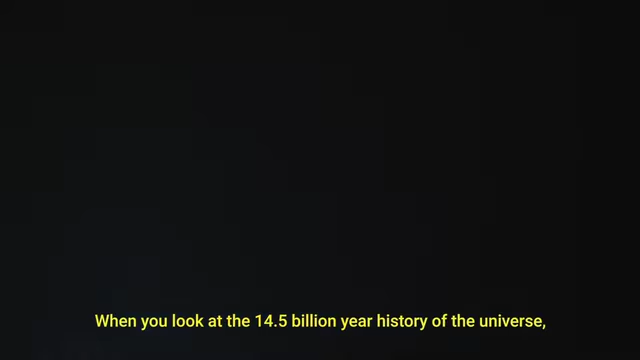 When you look at the 14.5 billion year history of the universe,